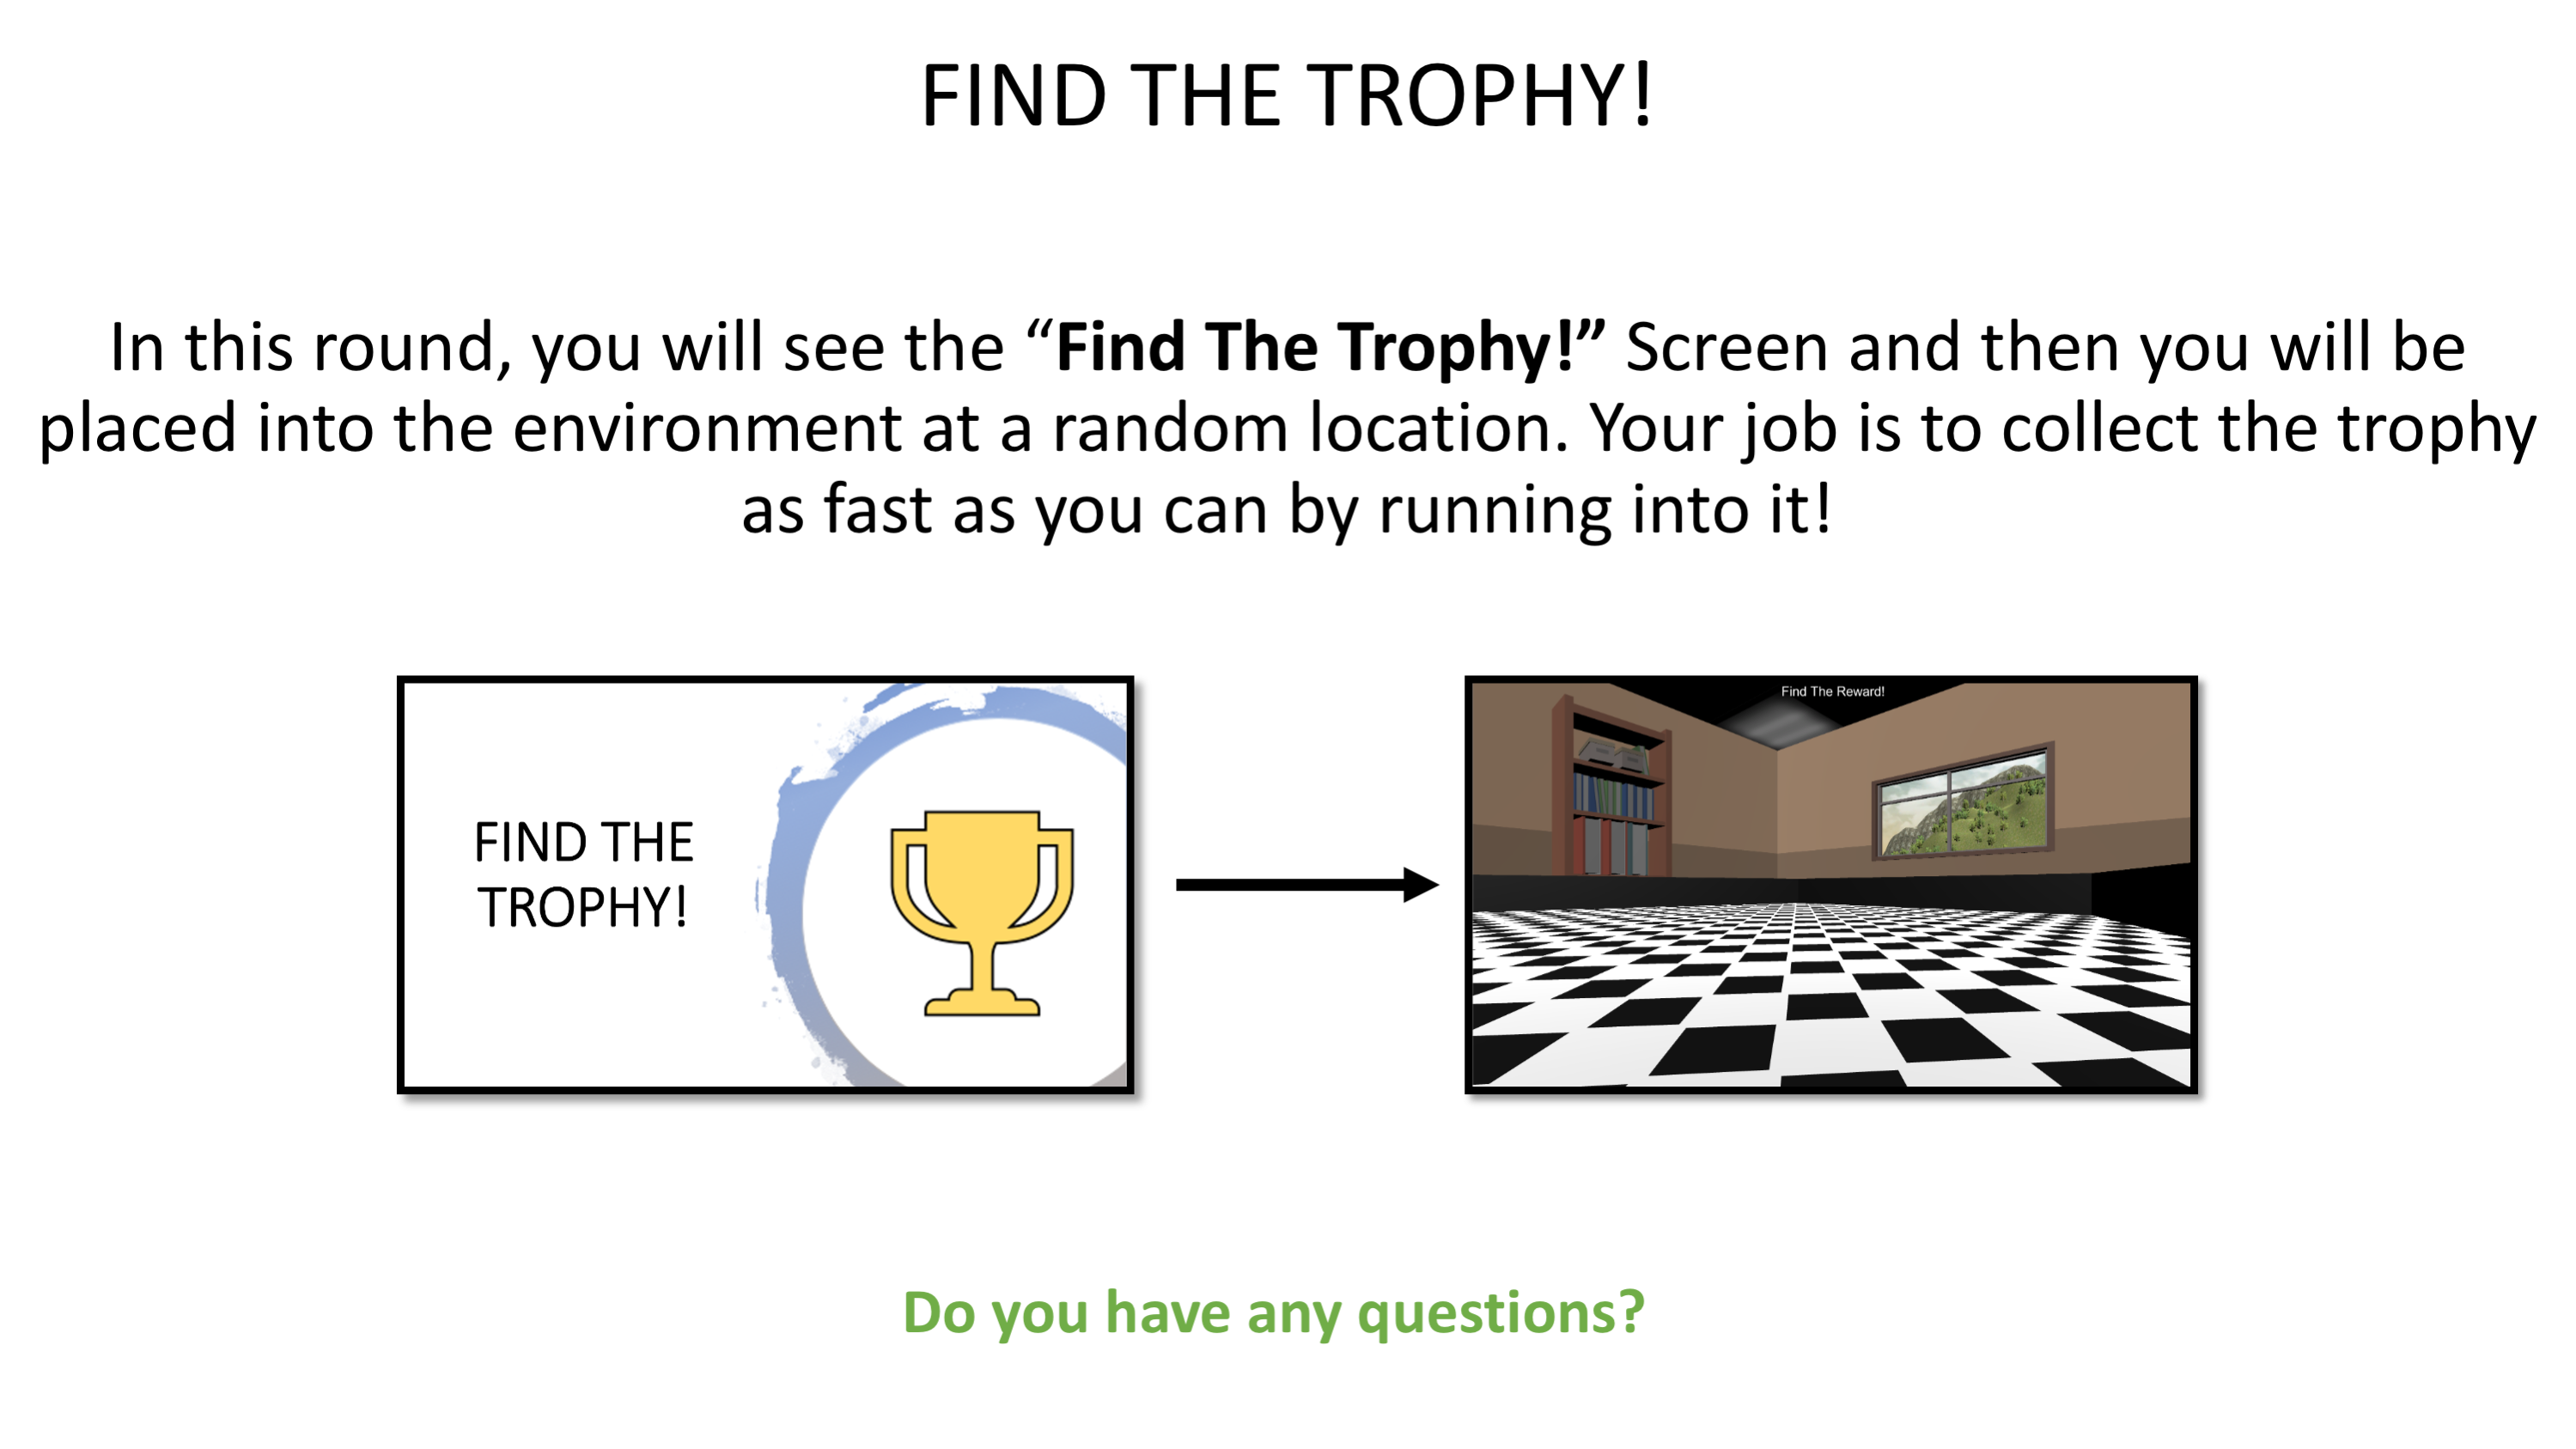 FIND THE TROPHY!
In this round, you will see the “Find The Trophy!” Screen and then you will be
placed into the environment at a random location. Your job is to collect the trophy
as fast as you can by running into it!
FIND THE
TROPHY!
Find The Reward!
Do you have any questions?